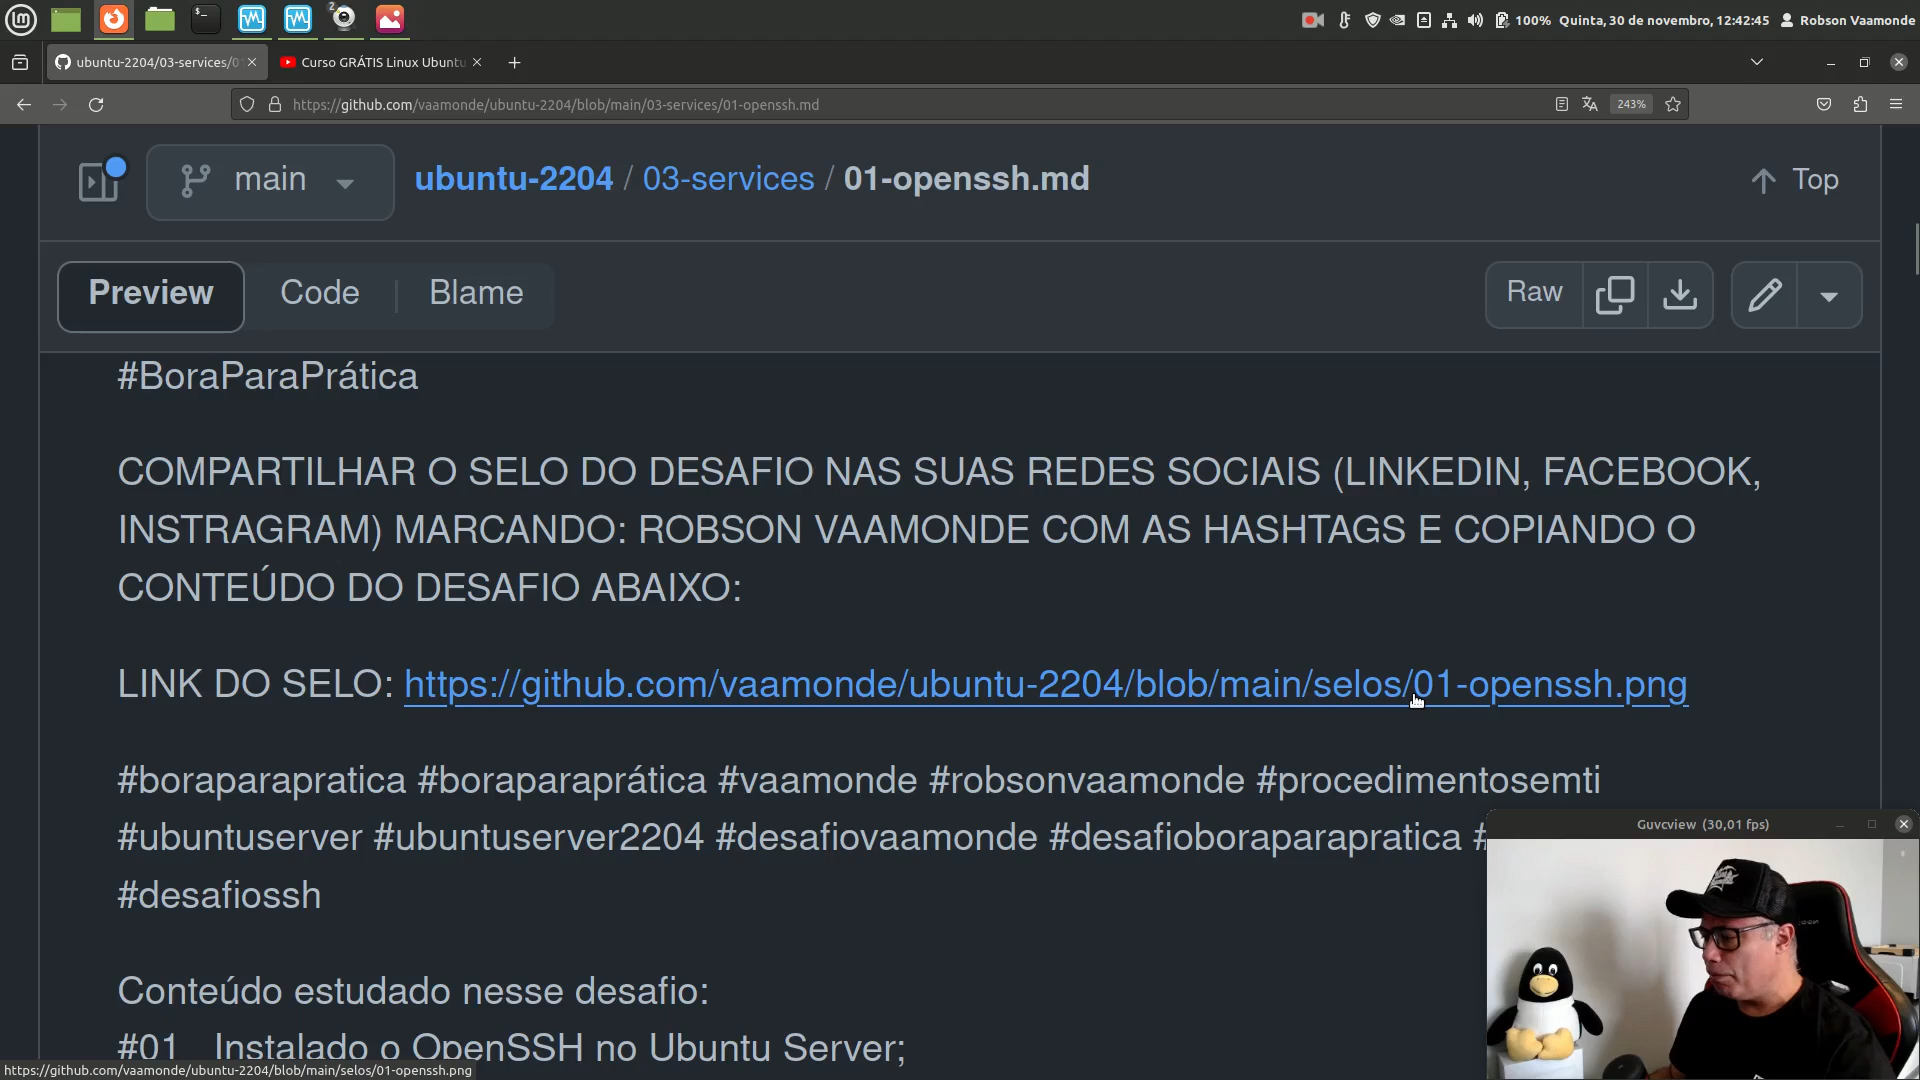 100% Quinta, 30 de novembro, 12:42:45 Robson Vaamonde
ubuntu-2204/03-services/0
Curso GRÁTIS Linux Ubuntu
https://github.com/vaamonde/ubuntu-2204/blob/main/03-services/01-openssh.md
243%
main
ubuntu-2204 / 03-services / 01-openssh.md
Top
Preview
Code
Blame
Raw
#BoraParaPrática
COMPARTILHAR O SELO DO DESAFIO NAS SUAS REDES SOCIAIS (LINKEDIN, FACEBOOK,
INSTRAGRAM) MARCANDO: ROBSON VAAMONDE COM AS HASHTAGS E COPIANDO O
CONTEÚDO DO DESAFIO ABAIXO:
LINK DO SELO: https://github.com/vaamonde/ubuntu-2204/blob/main/selos/01-openssh.png
#boraparapratica #boraparaprática #vaamonde #robsonvaamonde #procedimentosemti
#ubuntuserver #ubuntuserver2204 #desafiovaamonde #desafioboraparapratica #
#desafiossh
Conteúdo estudado nesse desafio:
#01_ Instalado o OpenSSH no Ubuntu Server;
https://github.com/vaamonde/ubuntu-2204/blob/main/selos/01-openssh.png
Guvcview (30,01 fps)